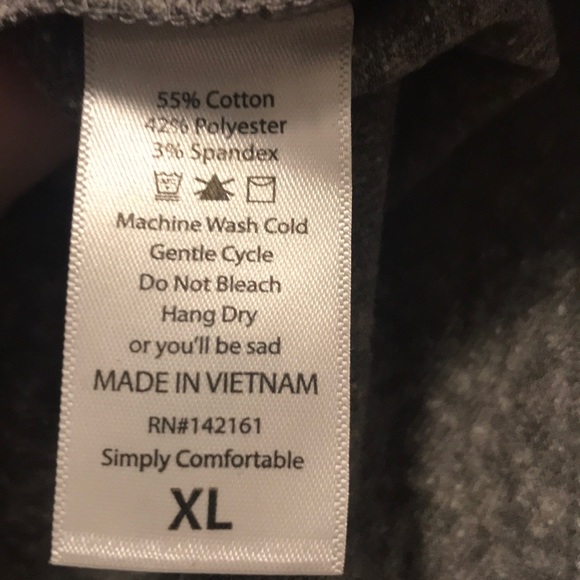 55% Cotton
42% Polyester
3% Spandex
Machine Wash Cold
Gentle Cycle
Do Not Bleach
Hang Dry
or you'll be sad
MADE IN VIETNAM
RN#142161
Simply Comfortable
XL